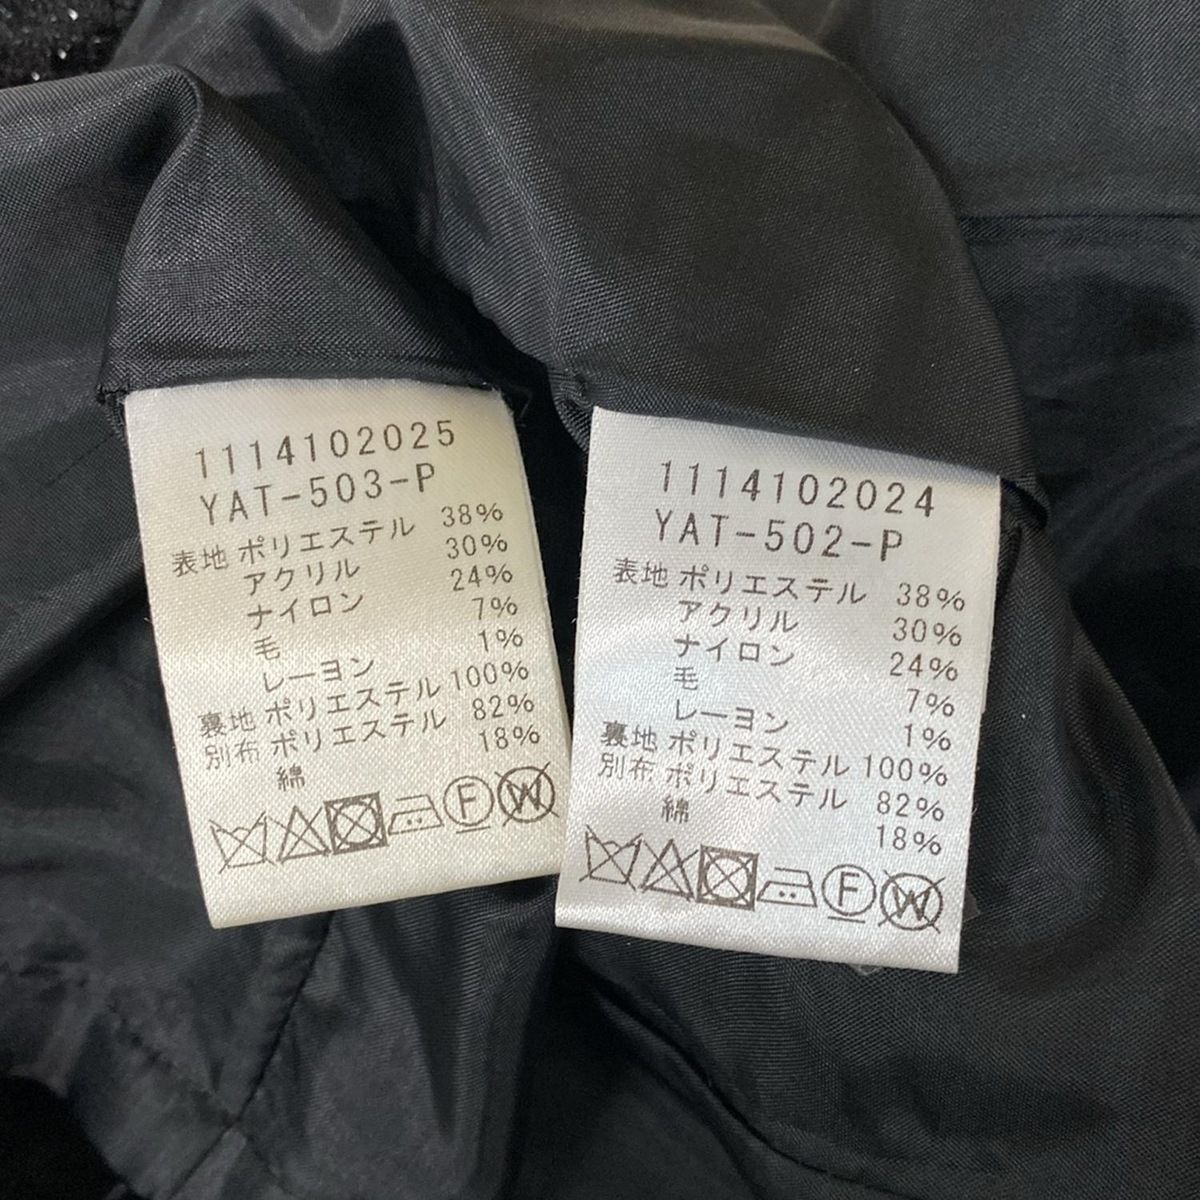 1114102025
YAT-503-P
表地 ポリエステル 38%
アクリル 30%
ナイロン 24%
毛 7%
レーヨン 1%
裏地 ポリエステル 100%
別布 ポリエステル 82%
綿 18%
F
W
1114102024
YAT-502-P
表地 ポリエステル 38%
アクリル 30%
ナイロン 24%
毛 7%
レーヨン 1%
裏地 ポリエステル 100%
別布 ポリエステル 82%
綿 18%
F
W